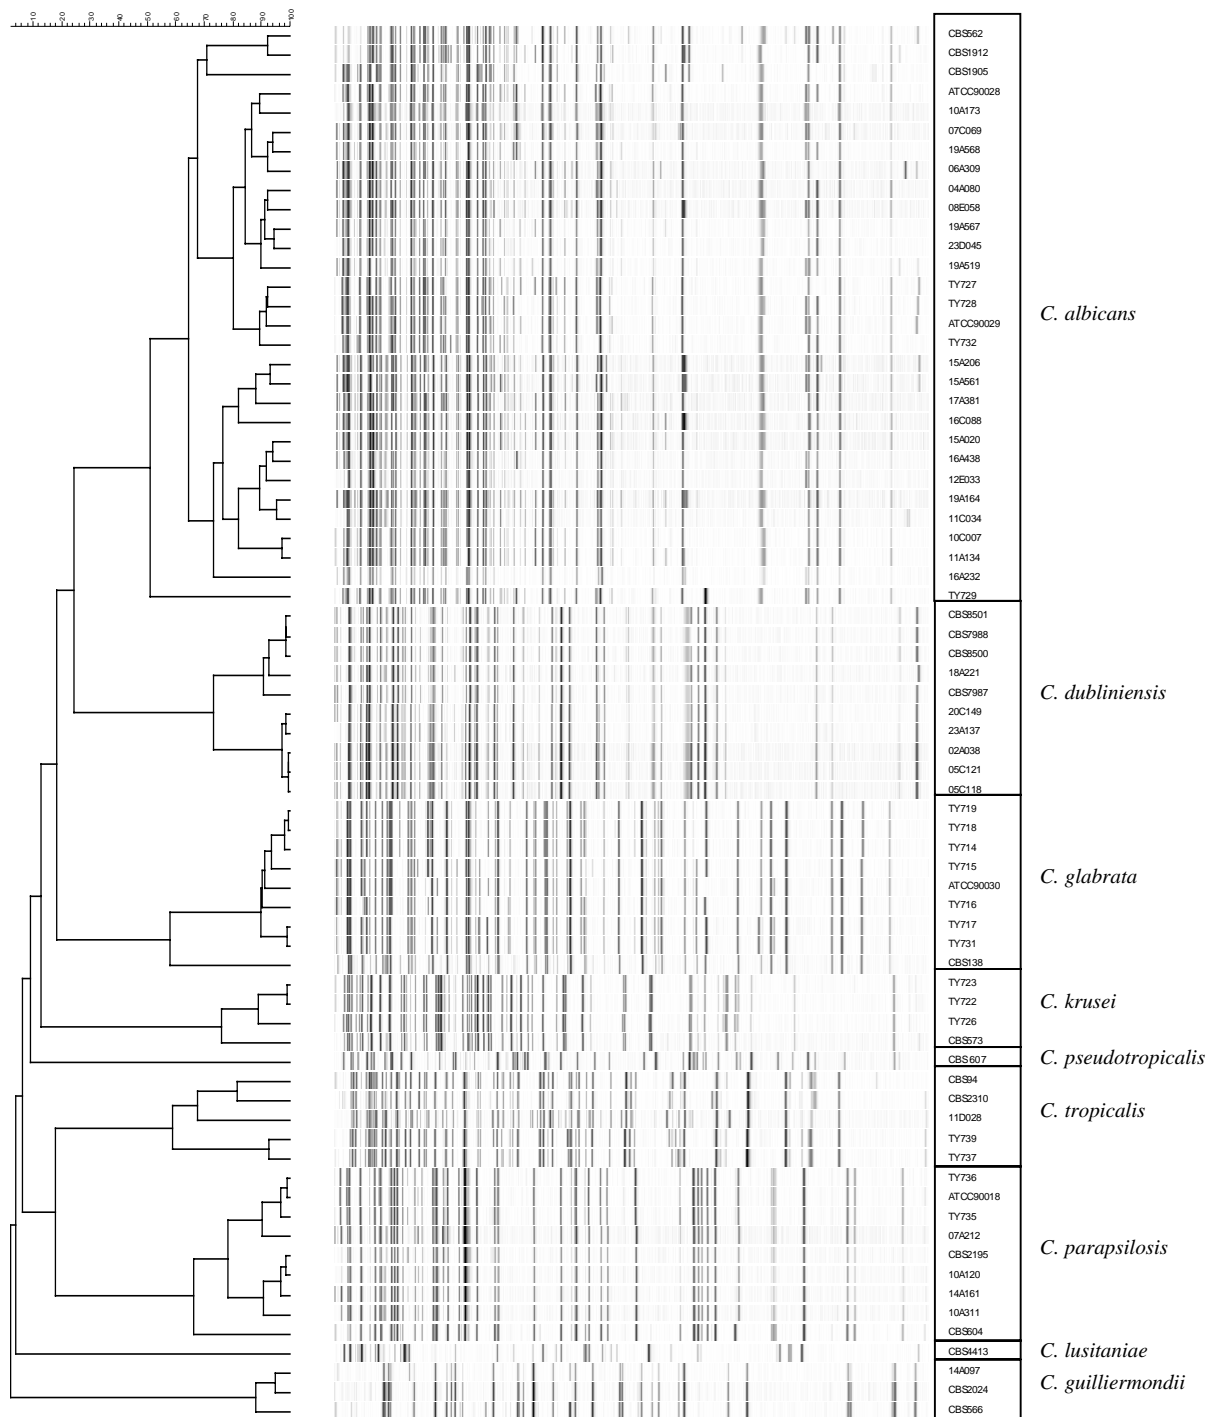 10 20 30 40 50 60 70 80 90 100
CBS562
CBS1912
CBS1905
ATCC90028
10A173
07C069
19A568
06A309
04A080
08E058
19A567
23D045
19A519
TY727
TY728
ATCC90029
TY732
15A206
15A561
17A381
16C088
15A020
16A438
12E033
19A164
11C034
10C007
11A134
16A232
TY729
C. albicans
CBS8501
CBS7988
CBS8500
18A221
CBS7987
20C149
23A137
02A038
05C121
05C118
C. dubliniensis
TY719
TY718
TY714
TY715
ATCC90030
TY716
TY717
TY731
CBS138
C. glabrata
TY723
TY722
TY726
CBS573
C. krusei
CBS607
C. pseudotropicalis
CBS94
CBS2310
11D028
TY739
TY737
C. tropicalis
TY736
ATCC90018
TY735
07A212
CBS2195
10A120
14A161
10A311
CBS604
C. parapsilosis
CBS4413
C. lusitaniae
14A097
CBS2024
CBS566
C. guilliermondii